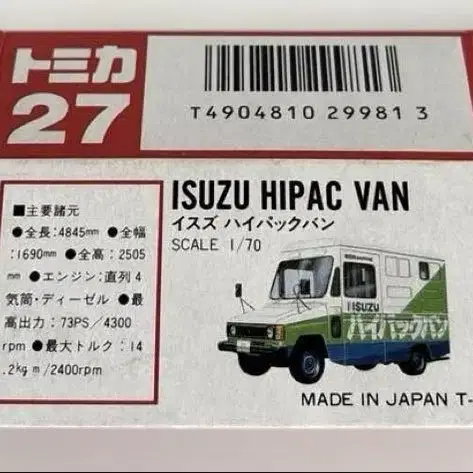 トミカ
27
T4904810 29981 3
■主要諸元
●全長:4845mm ●全幅
:1690mm ●全高:2505
mm ●エンジン:直列4
気筒・ディーゼル ●最
高出力:73PS/4300
rpm ●最大トルク:14
.2kgm/2400rpm
ISUZU HIPAC VAN
イスズ ハイパックバン
SCALE 1/70
ISUZU
ハイパックバン
MADE IN JAPAN T-